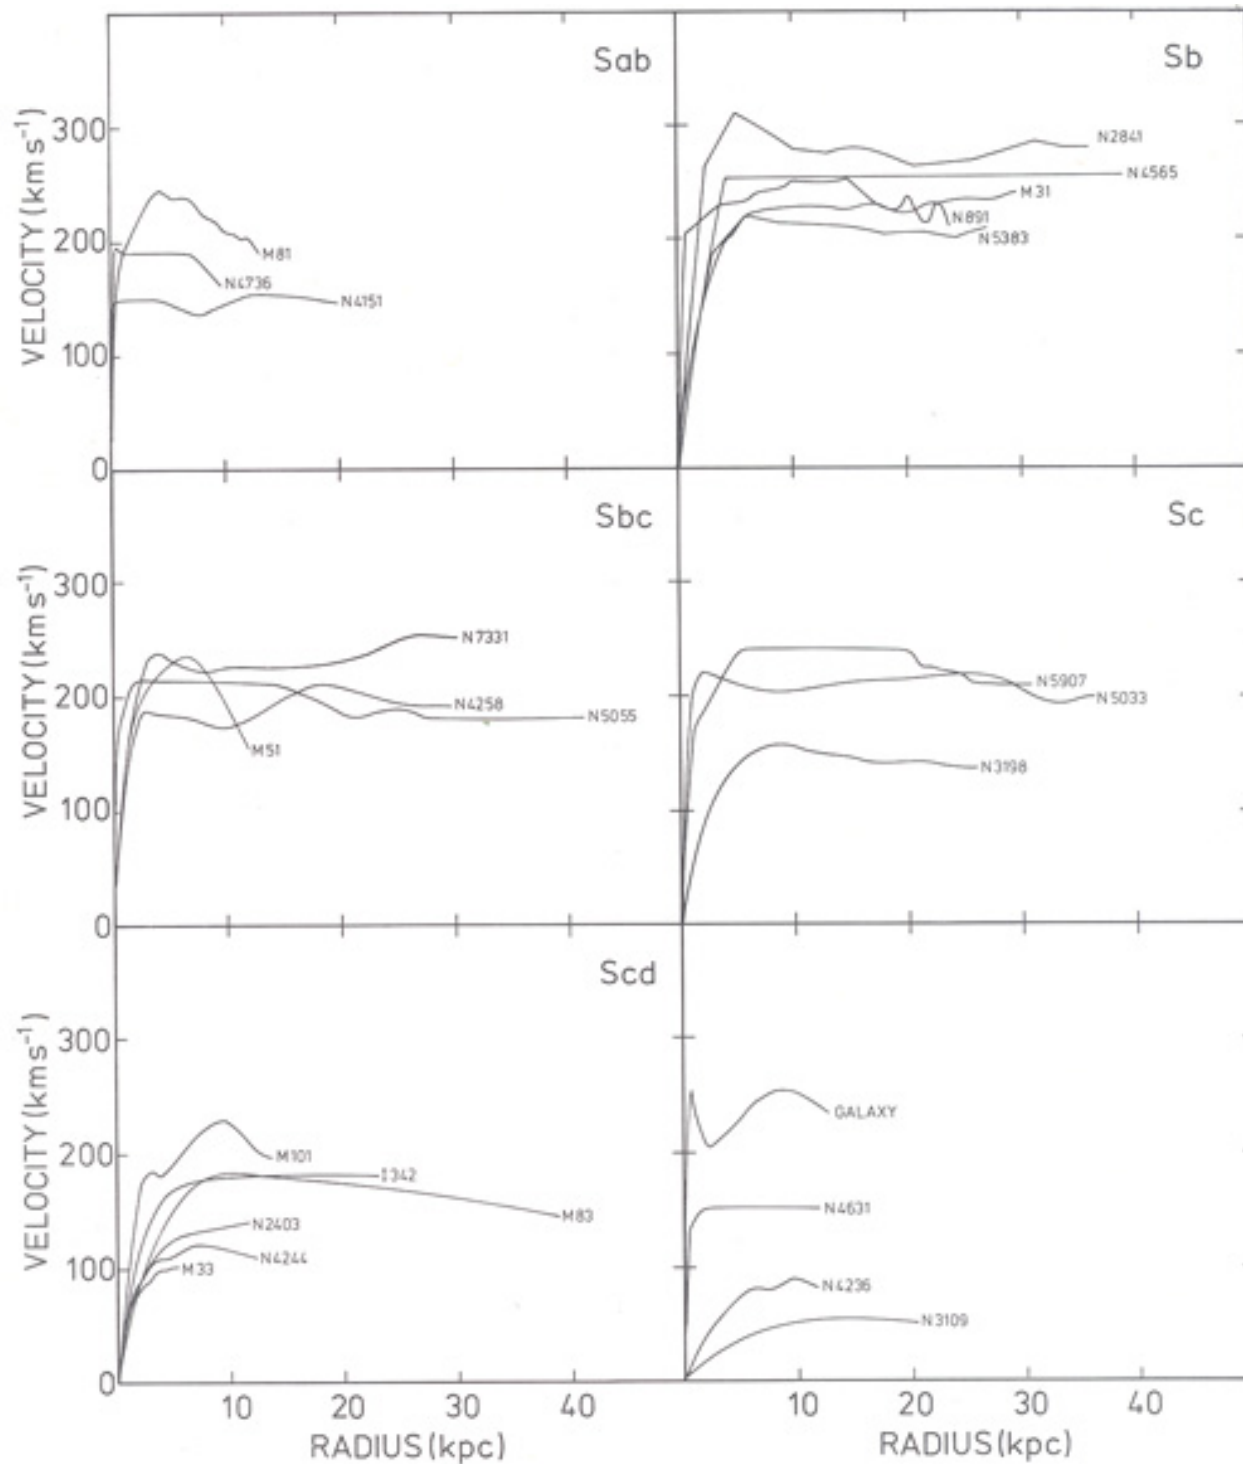 Sab
VELOCITY (km s⁻¹)
300
200
100
0
M81
N4736
N4151
Sb
N2841
N4565
M31
N891
N5383
Sbc
VELOCITY (km s⁻¹)
300
200
100
0
N7331
N4258
N5055
M51
Sc
N5907
N5033
N3198
Scd
VELOCITY (km s⁻¹)
300
200
100
0
M101
I342
M83
N2403
N4244
M33
10 20 30 40
RADIUS (kpc)
GALAXY
N4631
N4236
N3109
10 20 30 40
RADIUS (kpc)